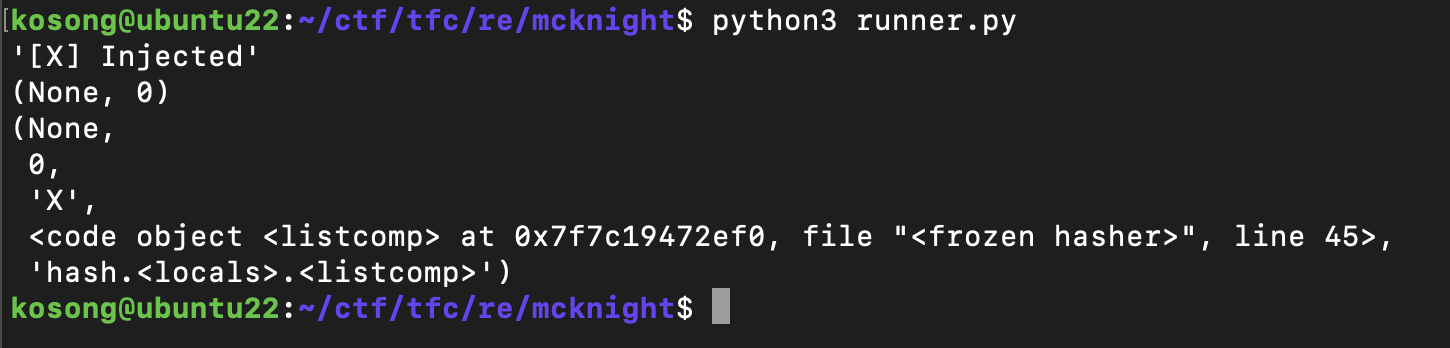 [kosong@ubuntu22:~/ctf/tfc/re/mcknight$ python3 runner.py
'[X] Injected'
(None, 0)
(None,
 0,
 'X',
 <code object <listcomp> at 0x7f7c19472ef0, file "<frozen hasher>", line 45>,
 'hash.<locals>.<listcomp>')
kosong@ubuntu22:~/ctf/tfc/re/mcknight$